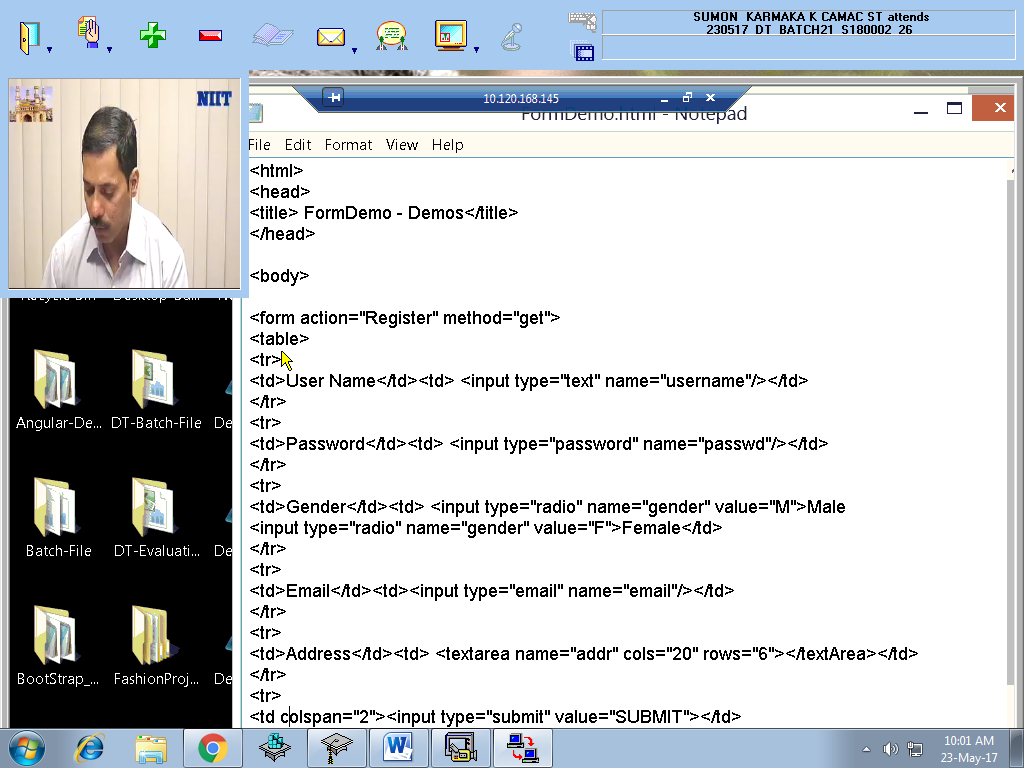 SUMON KARMAKA K CAMAC ST attends
230517_DT_BATCH21_S180002_26
NIIT
10.120.168.145
FormDemo.html - Notepad
File Edit Format View Help
<html>
<head>
<title> FormDemo - Demos</title>
</head>
<body>
<form action="Register" method="get">
<table>
<tr>
<td>User Name</td><td> <input type="text" name="username"/></td>
</tr>
<tr>
<td>Password</td><td> <input type="password" name="passwd"/></td>
</tr>
<tr>
<td>Gender</td><td> <input type="radio" name="gender" value="M">Male
<input type="radio" name="gender" value="F">Female</td>
</tr>
<tr>
<td>Email</td><td><input type="email" name="email"/></td>
</tr>
<tr>
<td>Address</td><td> <textarea name="addr" cols="20" rows="6"></textArea></td>
</tr>
<tr>
<td colspan="2"><input type="submit" value="SUBMIT"></td>
Angular-De... DT-Batch-File De
Batch-File DT-Evaluati... De
BootStrap_... FashionProj... De
10:01 AM
23-May-17